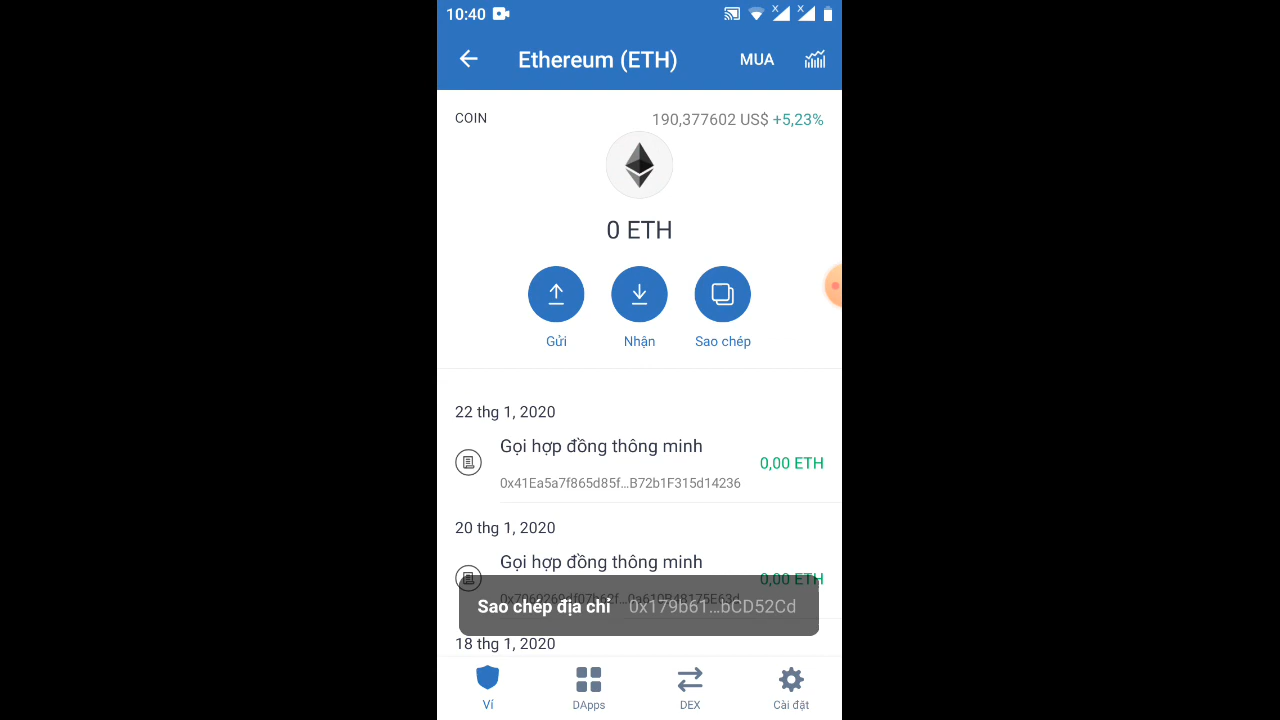 10:40
Ethereum (ETH)
MUA
COIN
190,377602 US$ +5,23%
0 ETH
Gửi
Nhận
Sao chép
22 thg 1, 2020
Gọi hợp đồng thông minh
0,00 ETH
0x41Ea5a7f865d85f...B72b1F315d14236
20 thg 1, 2020
Gọi hợp đồng thông minh
0,00 ETH
Sao chép địa chỉ 0x179b61...bCD52Cd
18 thg 1, 2020
Ví
DApps
DEX
Cài đặt